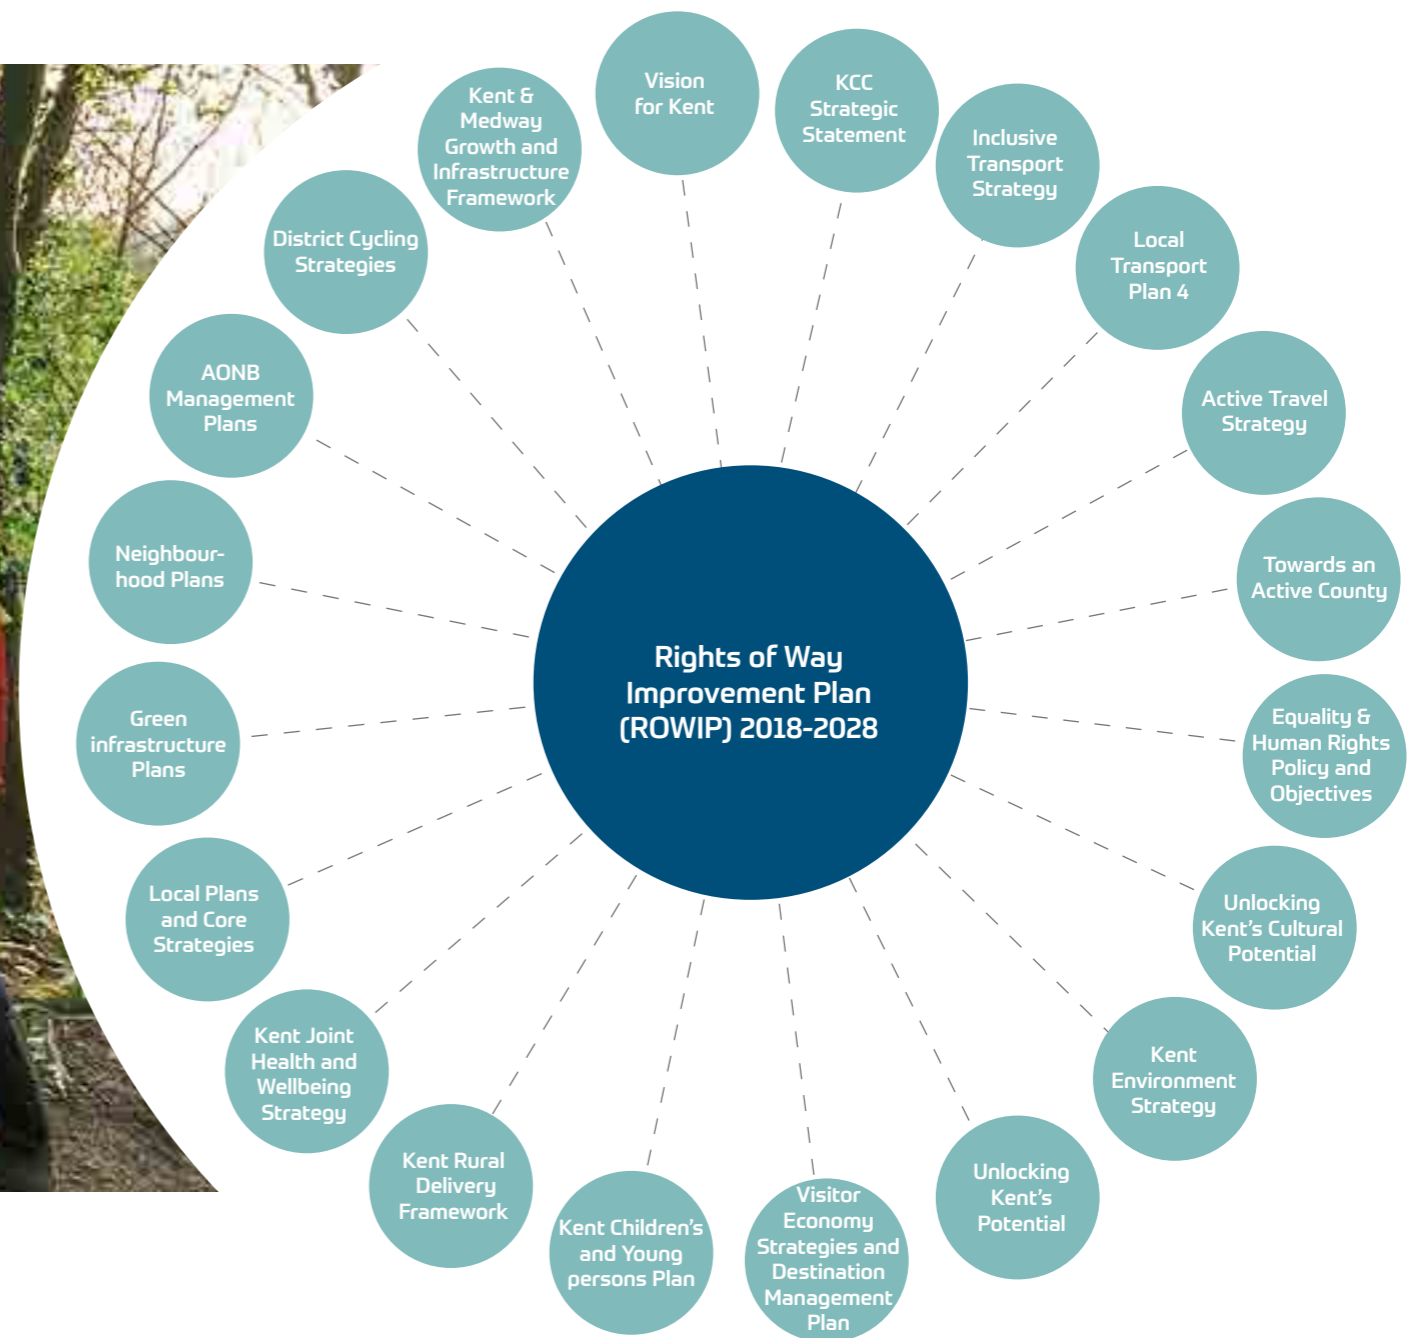 Vision
for Kent
KCC
Strategic
Statement
Inclusive
Transport
Strategy
Local
Transport
Plan 4
Active Travel
Strategy
Towards an
Active County
Equality &
Human Rights
Policy and
Objectives
Unlocking
Kent's Cultural
Potential
Kent
Environment
Strategy
Unlocking
Kent's
Potential
Visitor
Economy
Strategies and
Destination
Management
Plan
Kent Children's
and Young
persons Plan
Kent Rural
Delivery
Framework
Kent Joint
Health and
Wellbeing
Strategy
Local Plans
and Core
Strategies
Green
infrastructure
Plans
Neighbour-
hood Plans
AONB
Management
Plans
District Cycling
Strategies
Kent &
Medway
Growth and
Infrastructure
Framework
Rights of Way
Improvement Plan
(ROWIP) 2018-2028